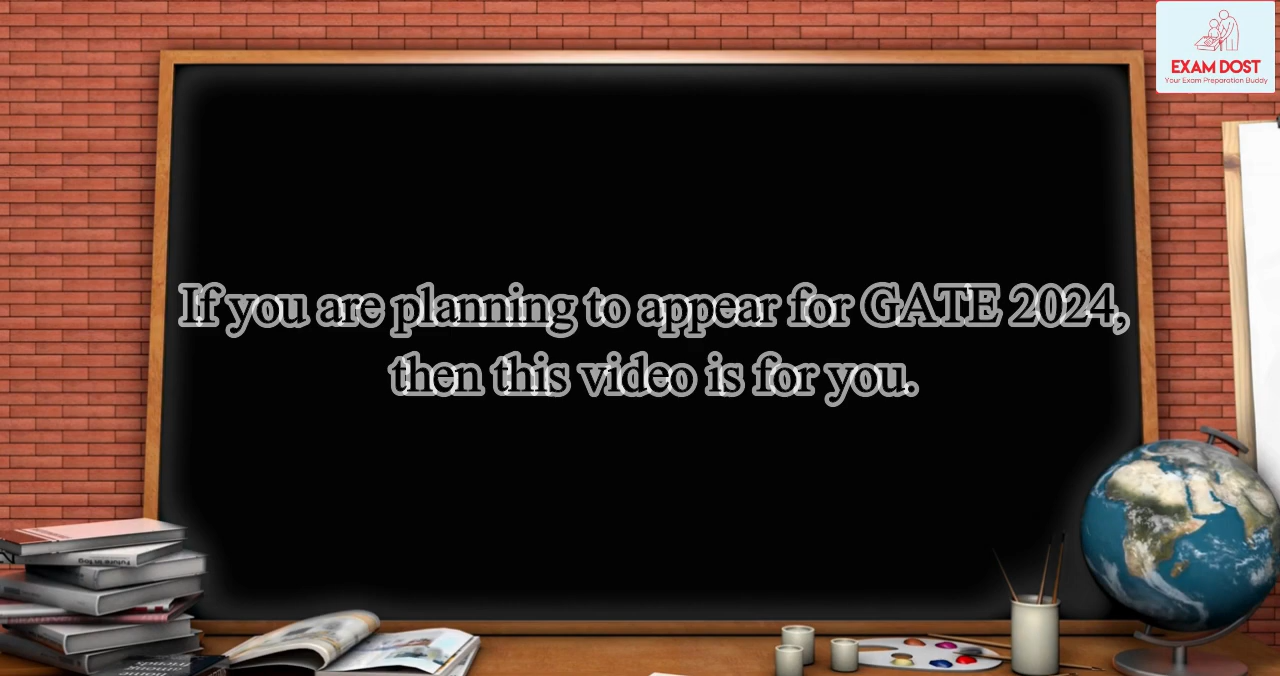 EXAM DOST
Your Exam Preparation Buddy
If you are planning to appear for GATE 2024,
then this video is for you.